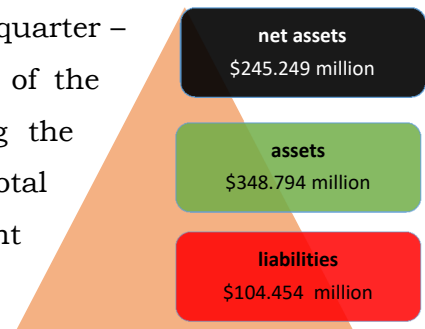 quarter –
of the
g the
otal
nt
net assets
$245.249 million
assets
$348.794 million
liabilities
$104.454 million